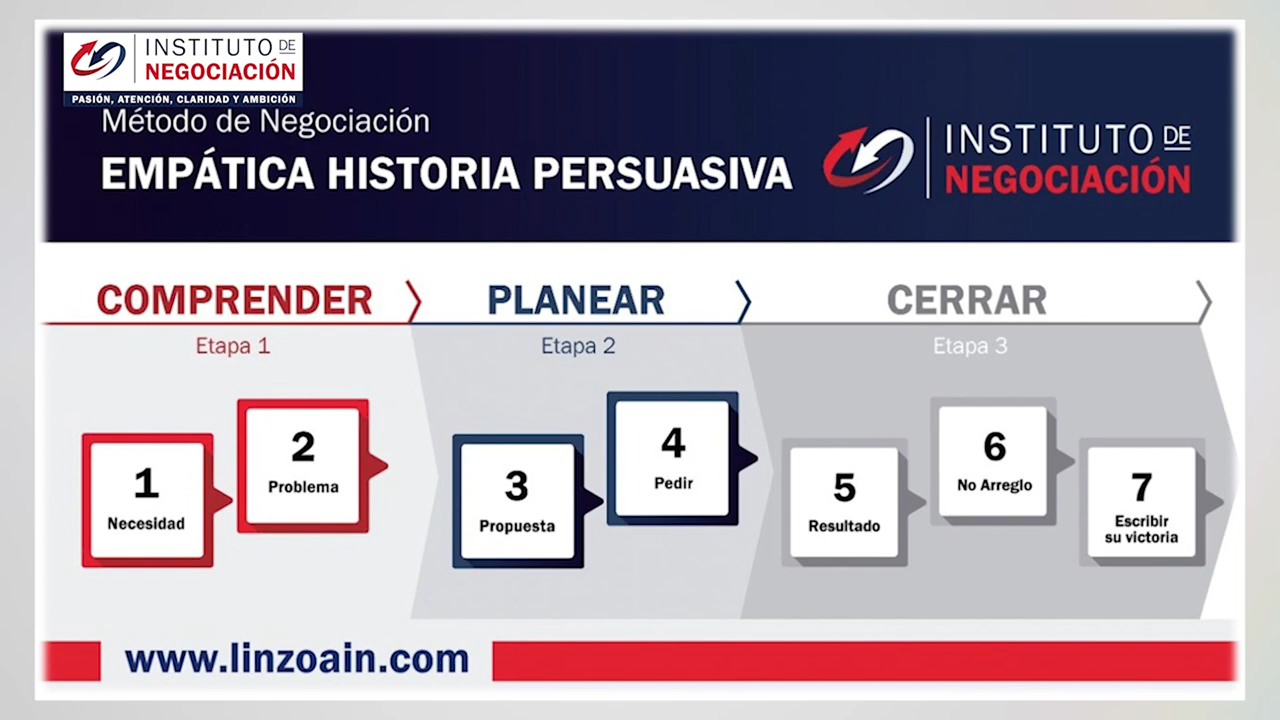 INSTITUTO DE
NEGOCIACIÓN
PASIÓN, ATENCIÓN, CLARIDAD Y AMBICIÓN
Método de Negociación
EMPÁTICA HISTORIA PERSUASIVA
INSTITUTO DE
NEGOCIACIÓN
COMPRENDER
Etapa 1
PLANEAR
Etapa 2
CERRAR
Etapa 3
1
Necesidad
2
Problema
3
Propuesta
4
Pedir
5
Resultado
6
No Arreglo
7
Escribir
su victoria
www.linzoain.com